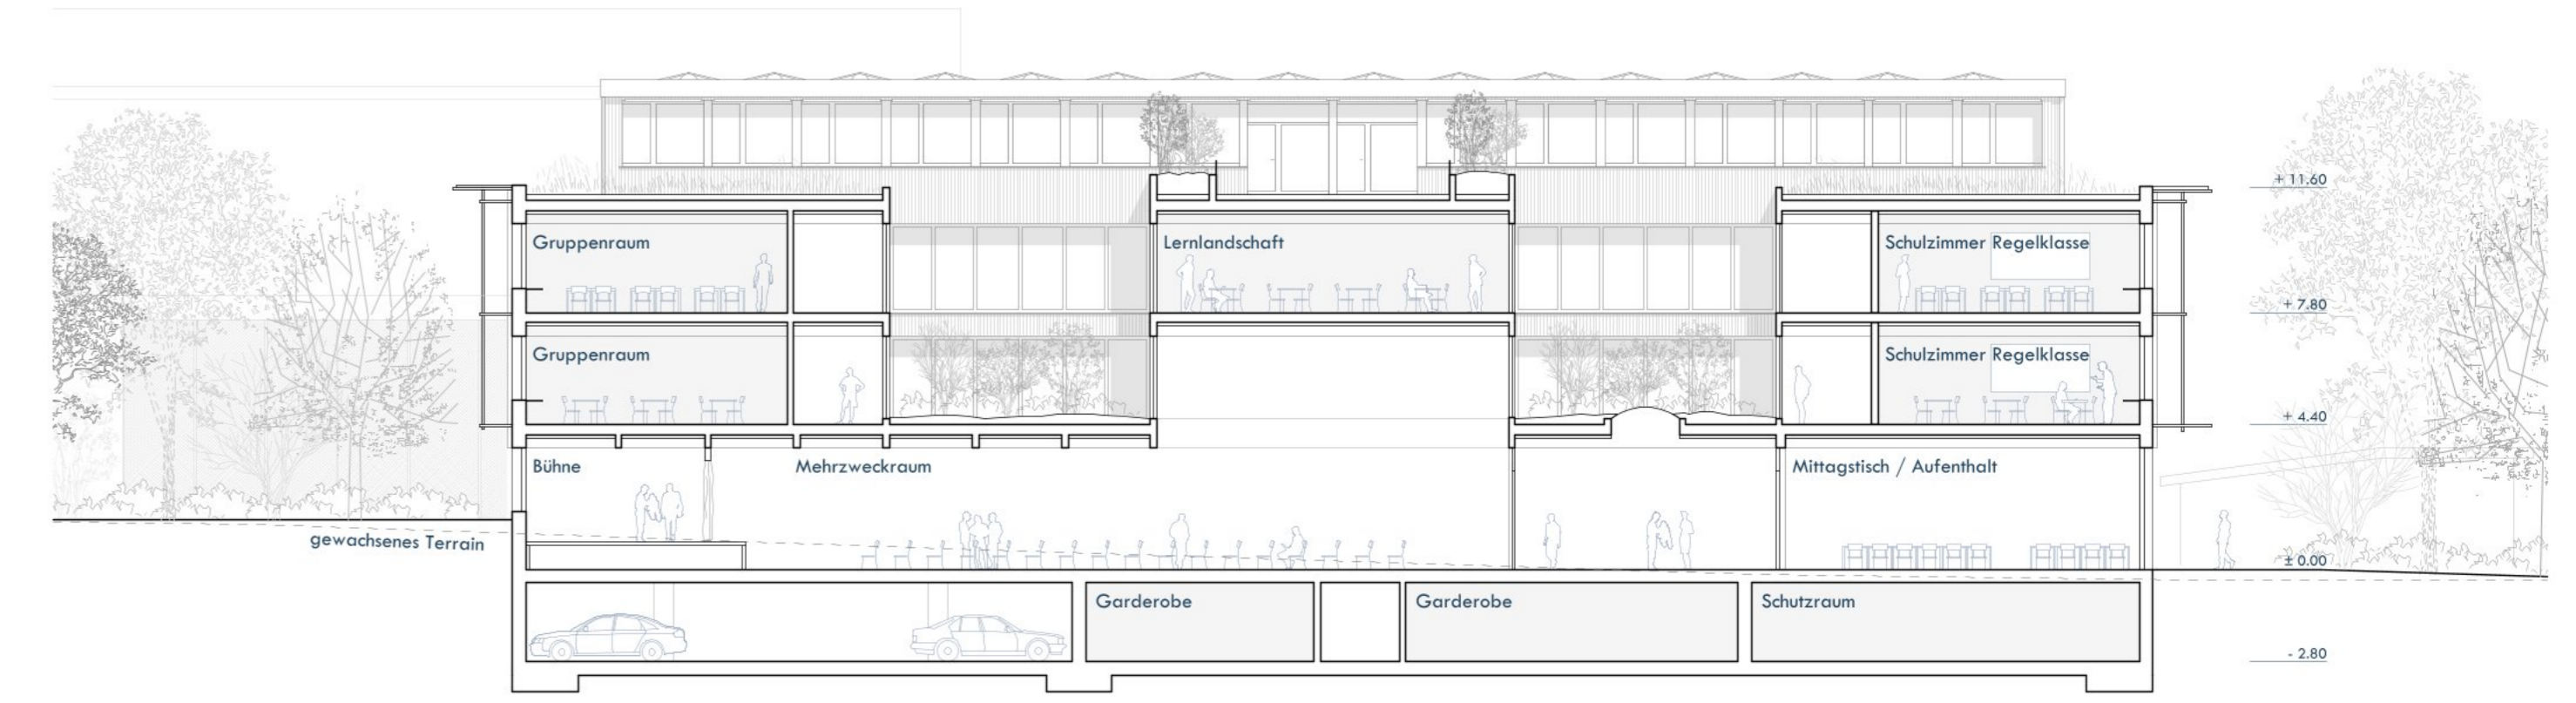 + 11.60
Gruppenraum
Lernlandschaft
Schulzimmer Regelklasse
+ 7.80
Gruppenraum
Schulzimmer Regelklasse
+ 4.40
Bühne
Mehrzweckraum
Mittagstisch / Aufenthalt
gewachsenes Terrain
± 0.00
Garderobe
Garderobe
Schutzraum
- 2.80